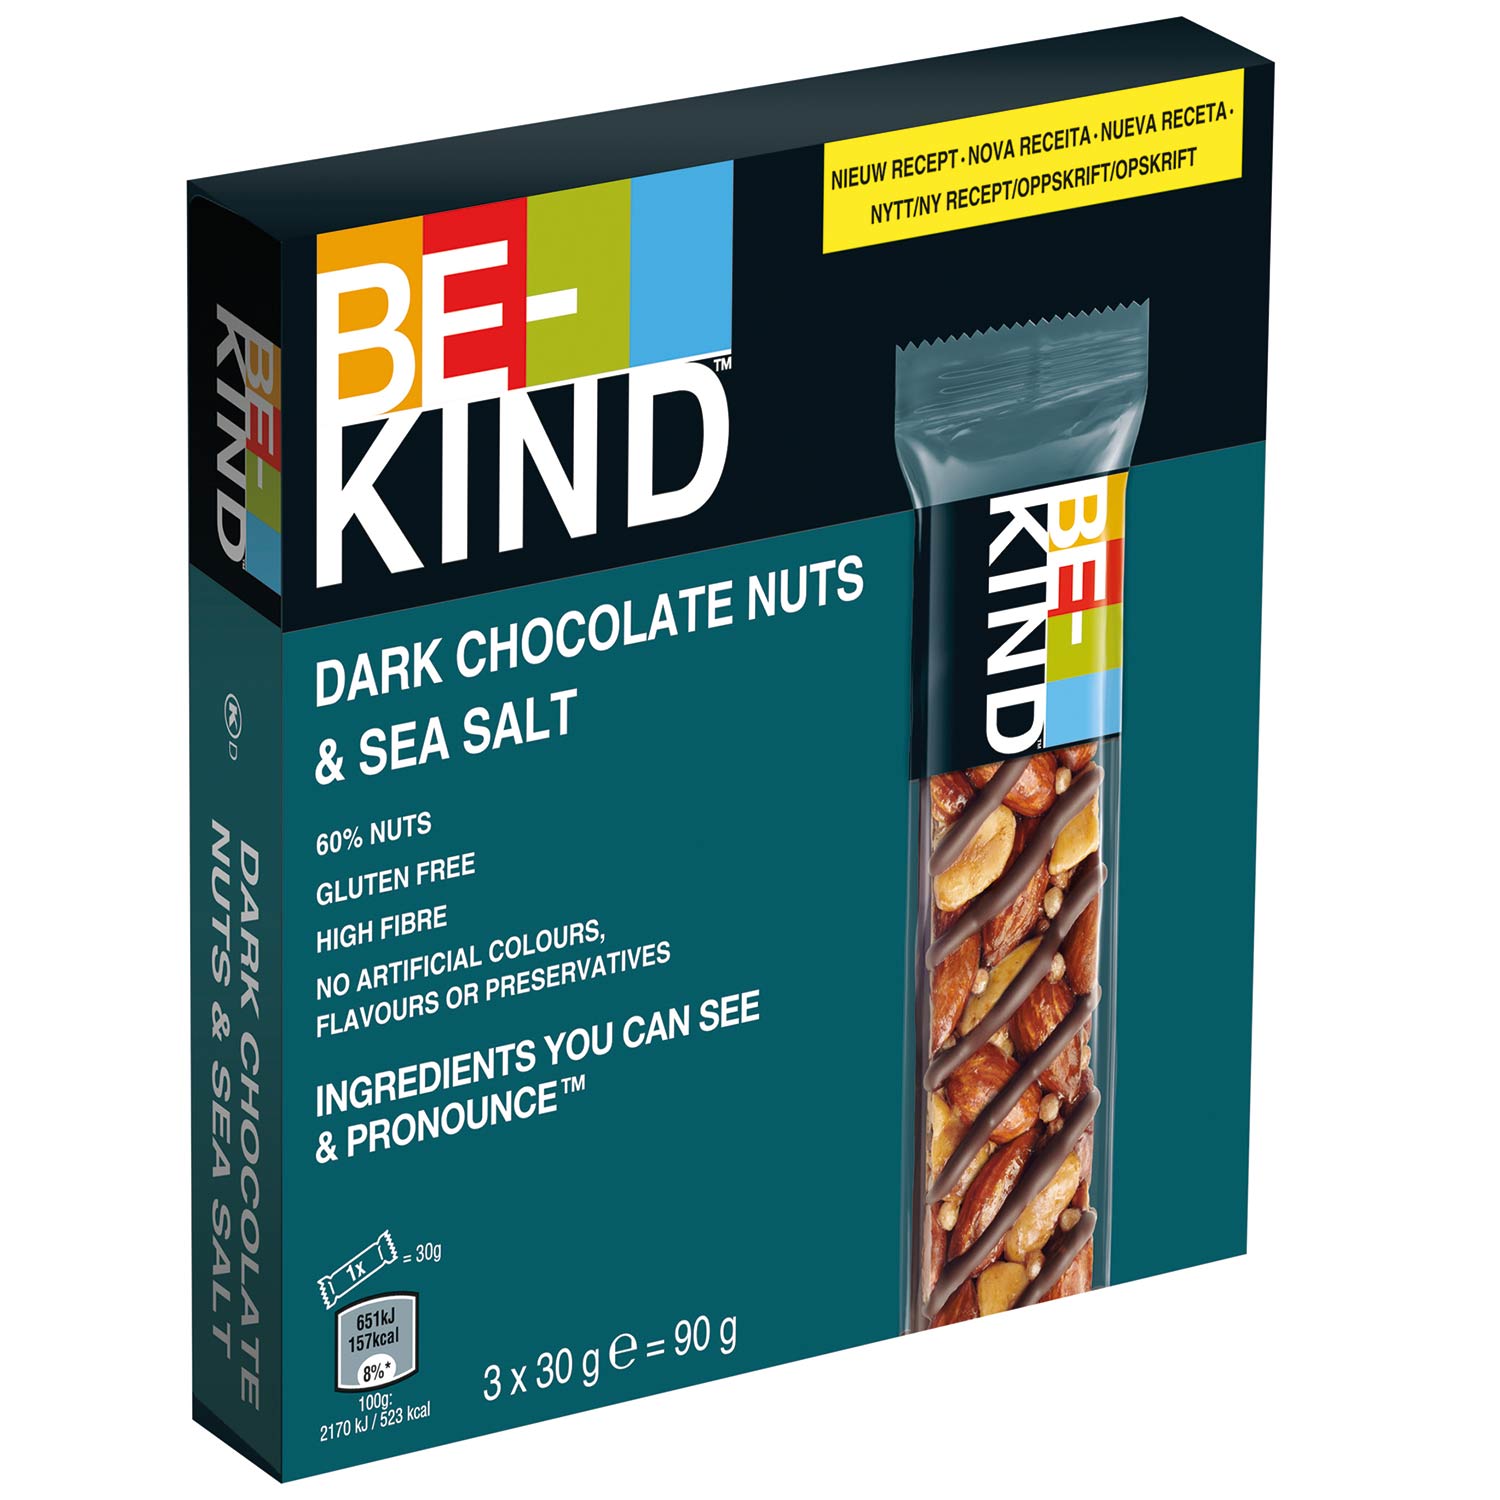 NIEUW RECEPT · NOVA RECEITA · NUEVA RECETA ·
NYTT/NY RECEPT/OPPSKRIFT/OPSKRIFT
BE-
KIND™
DARK CHOCOLATE NUTS
& SEA SALT
60% NUTS
GLUTEN FREE
HIGH FIBRE
NO ARTIFICIAL COLOURS,
FLAVOURS OR PRESERVATIVES
INGREDIENTS YOU CAN SEE
& PRONOUNCE™
1x = 30g
651kJ
157kcal
8%*
100g:
2170 kJ / 523 kcal
3 x 30 g ℮ = 90 g
BE-
KIND™
BE-
KIND™
K D
DARK CHOCOLATE
NUTS & SEA SALT